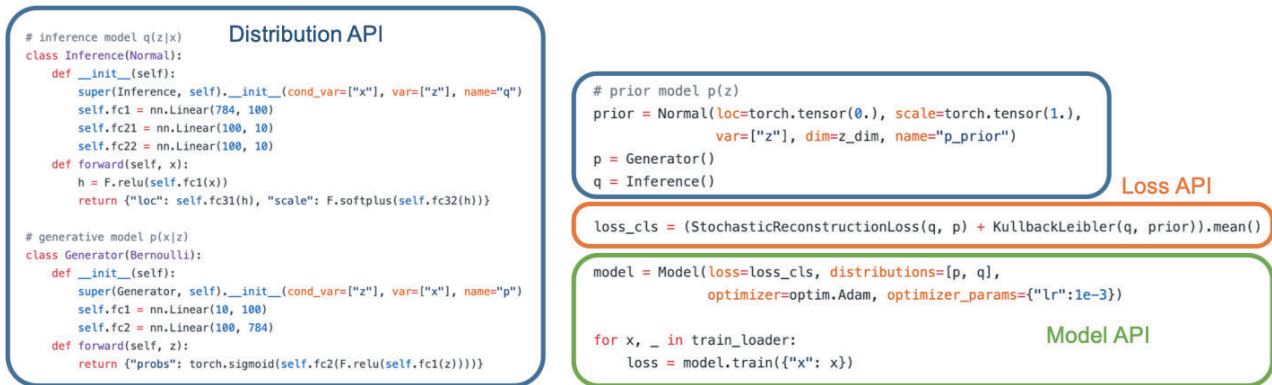 Distribution API
# inference model q(z|x)
class Inference(Normal):
    def __init__(self):
        super(Inference, self).__init__(cond_var=["x"], var=["z"], name="q")
        self.fc1 = nn.Linear(784, 100)
        self.fc21 = nn.Linear(100, 10)
        self.fc22 = nn.Linear(100, 10)
    def forward(self, x):
        h = F.relu(self.fc1(x))
        return {"loc": self.fc31(h), "scale": F.softplus(self.fc32(h))}
# generative model p(x|z)
class Generator(Bernoulli):
    def __init__(self):
        super(Generator, self).__init__(cond_var=["z"], var=["x"], name="p")
        self.fc1 = nn.Linear(10, 100)
        self.fc2 = nn.Linear(100, 784)
    def forward(self, z):
        return {"probs": torch.sigmoid(self.fc2(F.relu(self.fc1(z))))}
# prior model p(z)
prior = Normal(loc=torch.tensor(0.), scale=torch.tensor(1.),
               var=["z"], dim=z_dim, name="p_prior")
p = Generator()
q = Inference()
Loss API
loss_cls = (StochasticReconstructionLoss(q, p) + KullbackLeibler(q, prior)).mean()
model = Model(loss=loss_cls, distributions=[p, q],
              optimizer=optim.Adam, optimizer_params={"lr":1e-3})
for x, _ in train_loader:
    loss = model.train({"x": x})
Model API